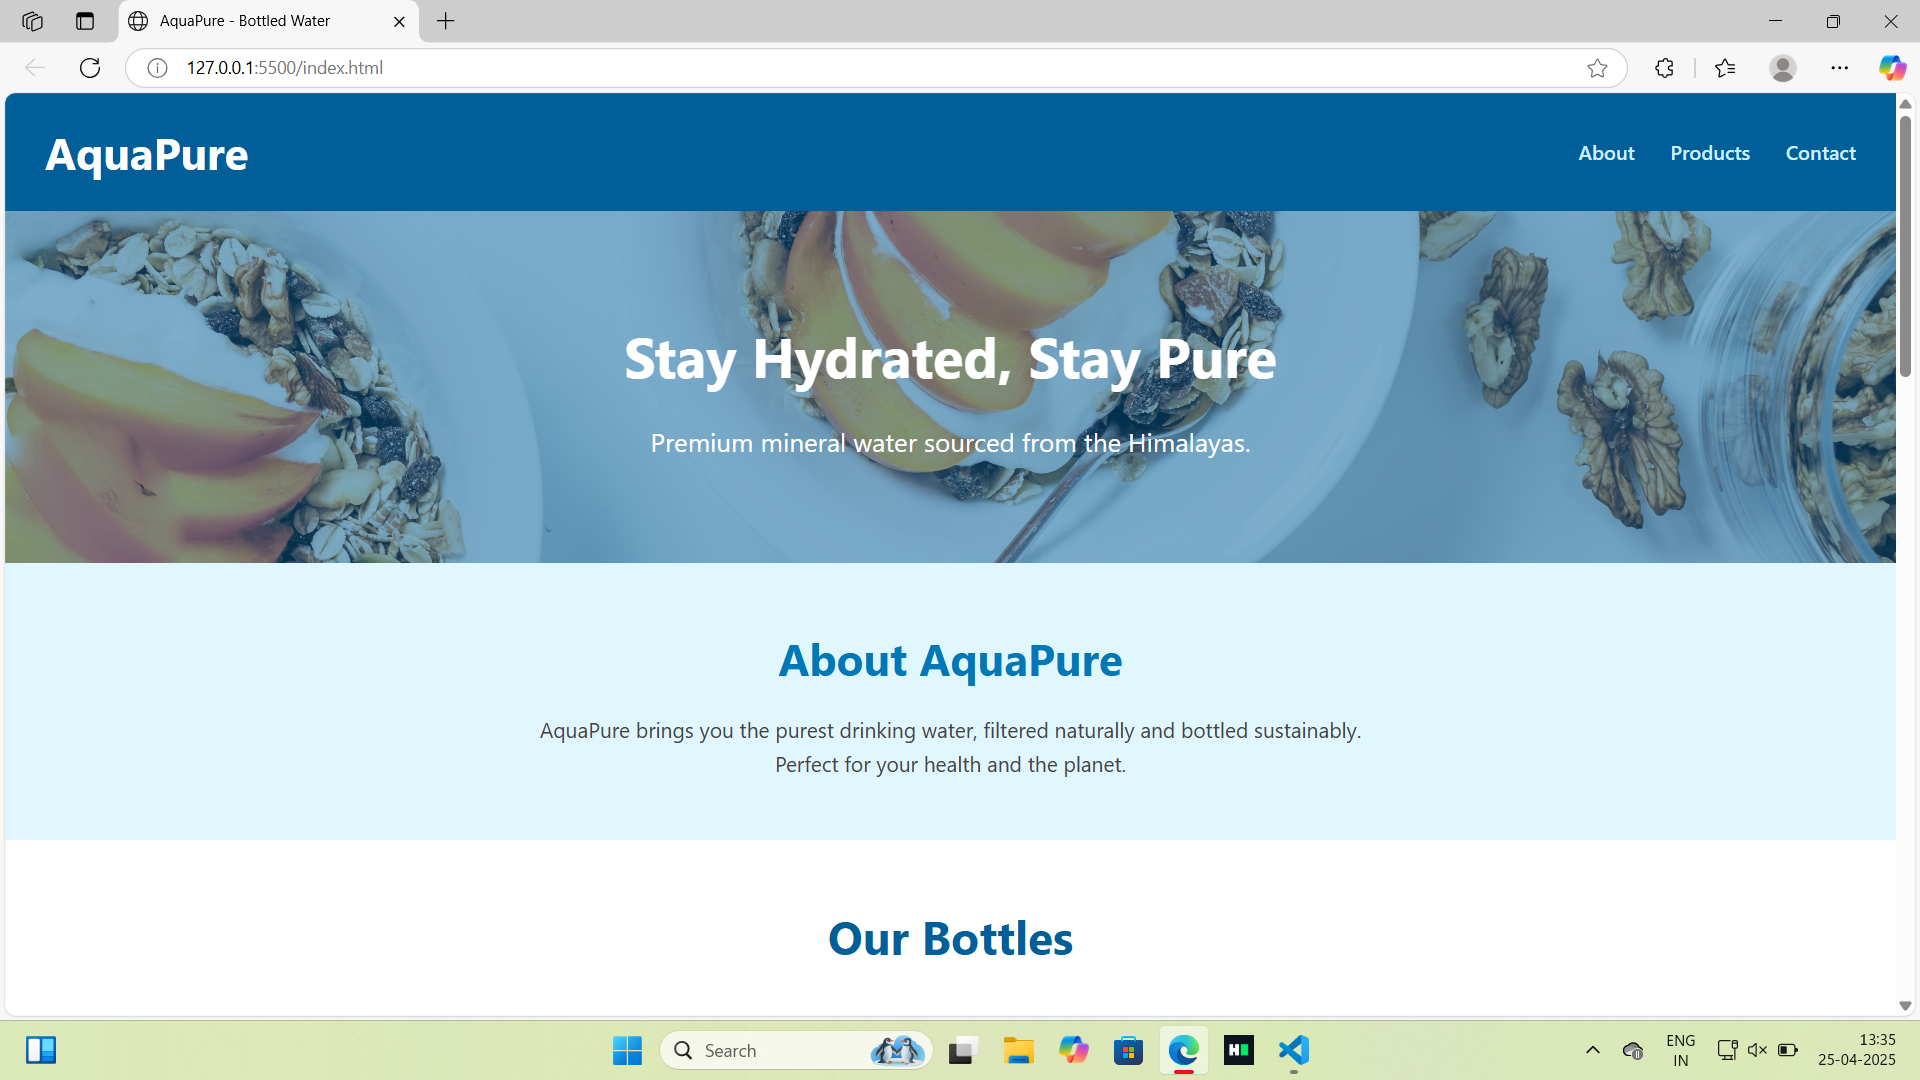 AquaPure - Bottled Water
127.0.0.1:5500/index.html
AquaPure
About
Products
Contact
Stay Hydrated, Stay Pure
Premium mineral water sourced from the Himalayas.
About AquaPure
AquaPure brings you the purest drinking water, filtered naturally and bottled sustainably.
Perfect for your health and the planet.
Our Bottles
Search
ENG
IN
13:35
25-04-2025